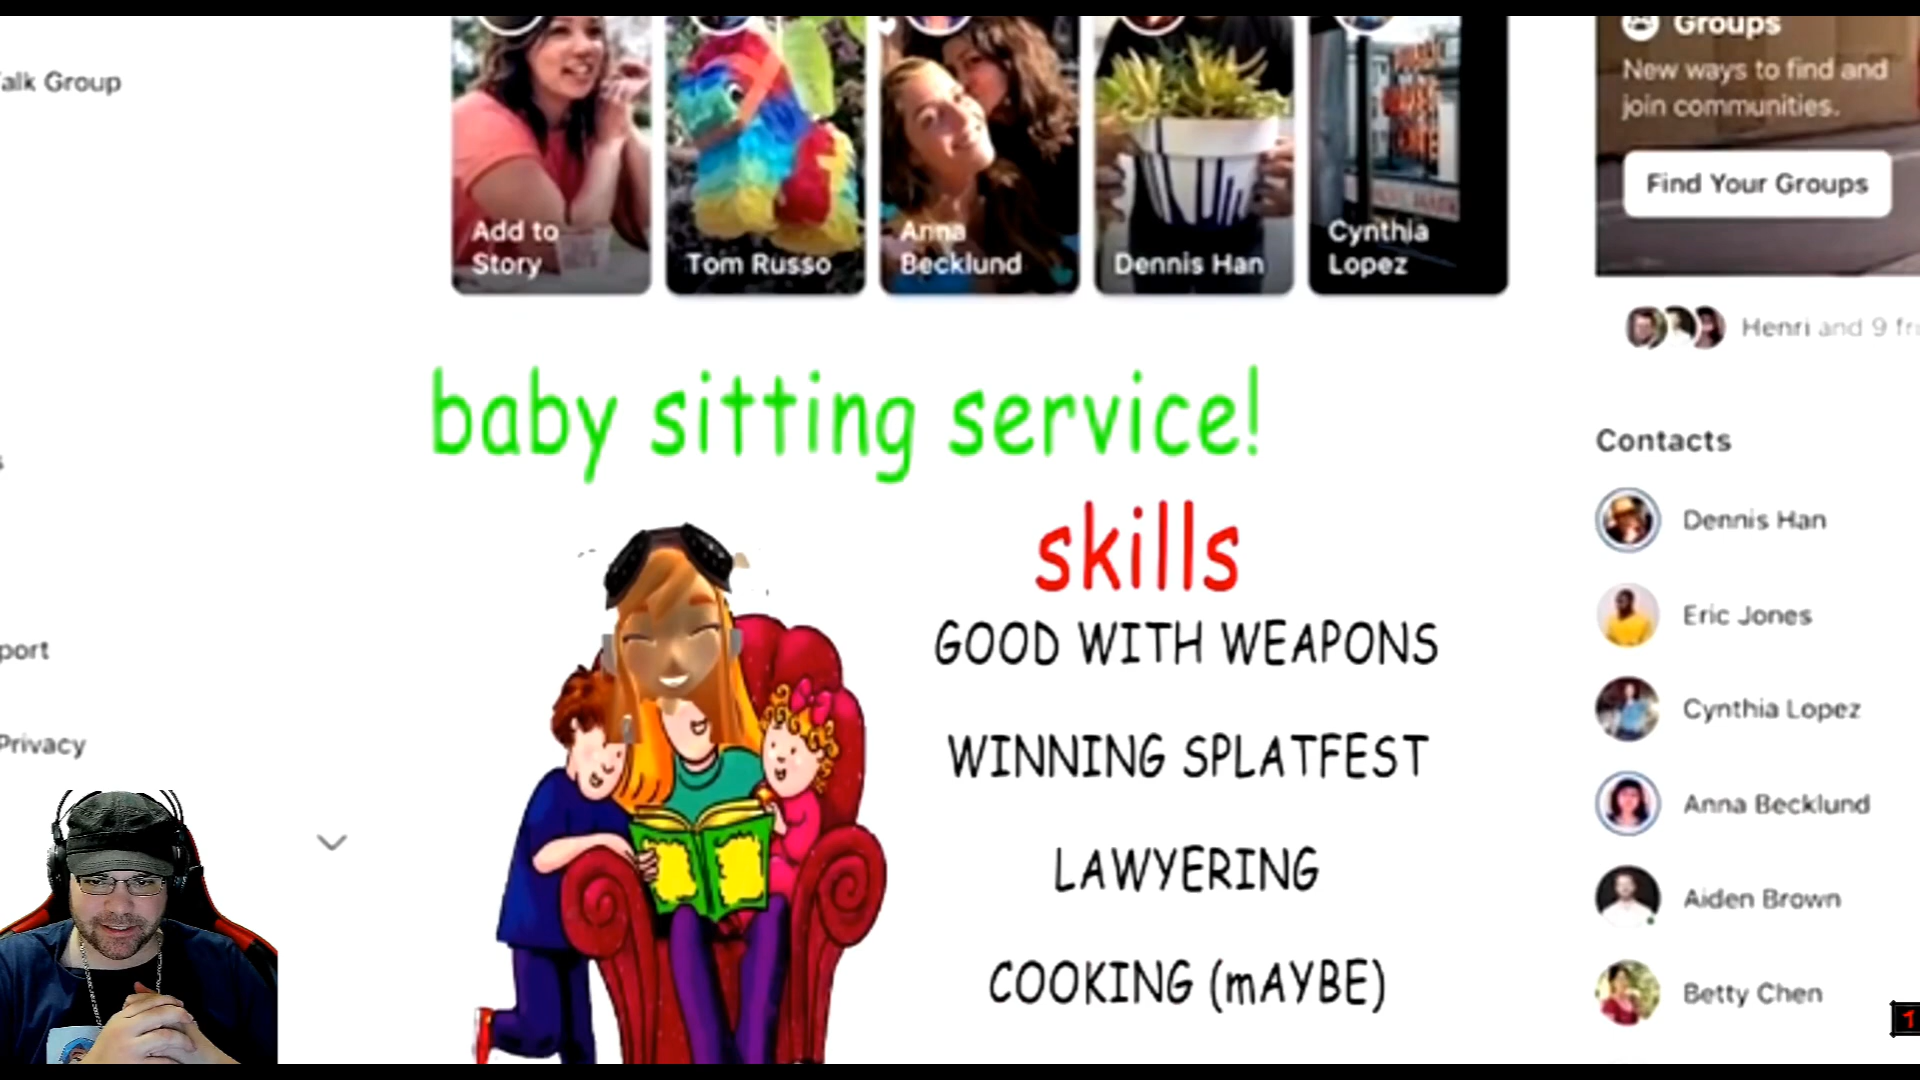 Groups
New ways to find and
join communities.
Find Your Groups
alk Group
Add to
Story
Tom Russo
Anna
Becklund
Dennis Han
Cynthia
Lopez
Henri and 9 fri
baby sitting service!
skills
GOOD WITH WEAPONS
WINNING SPLATFEST
LAWYERING
COOKING (mAYBE)
s
port
Privacy
Contacts
Dennis Han
Eric Jones
Cynthia Lopez
Anna Becklund
Aiden Brown
Betty Chen
1